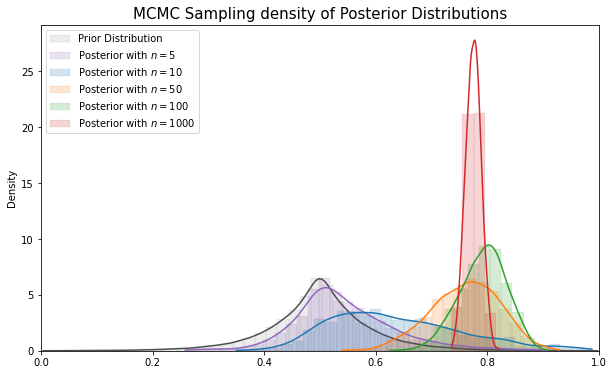 MCMC Sampling density of Posterior Distributions
Prior Distribution
Posterior with n = 5
Posterior with n = 10
Posterior with n = 50
Posterior with n = 100
Posterior with n = 1000
Density
25
20
15
10
5
0
0.0 0.2 0.4 0.6 0.8 1.0